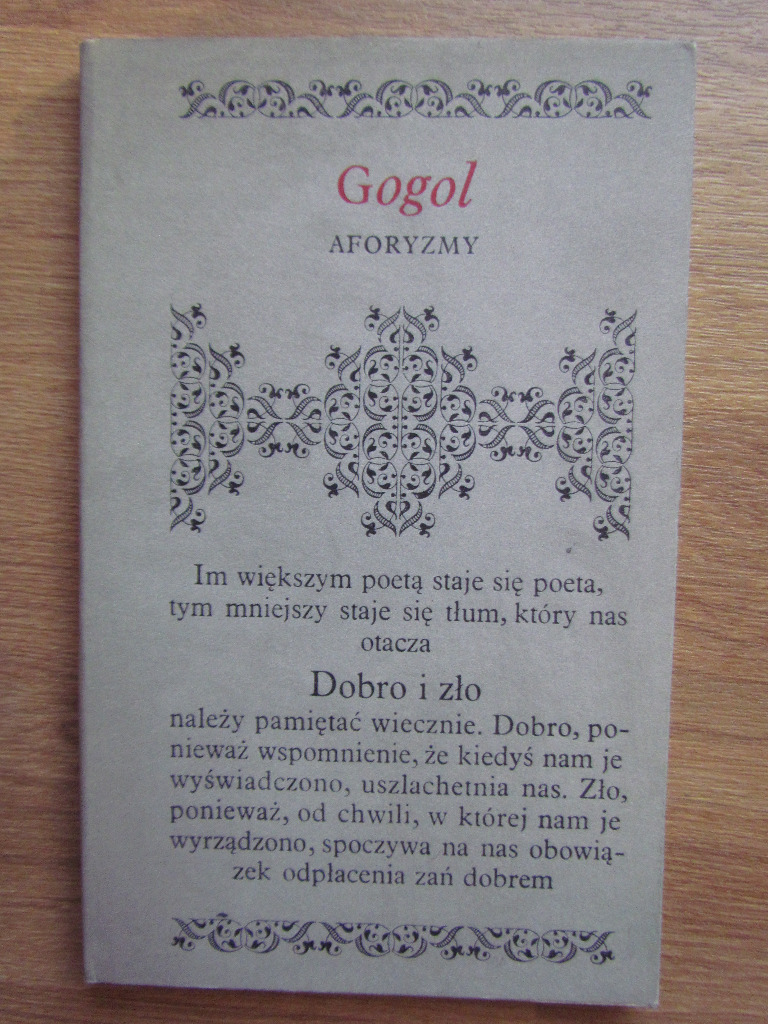 Gogol
AFORYZMY
Im większym poetą staje się poeta,
tym mniejszy staje się tłum, który nas
otacza
Dobro i zło
należy pamiętać wiecznie. Dobro, po-
nieważ wspomnienie, że kiedyś nam je
wyświadczono, uszlachetnia nas. Zło,
ponieważ, od chwili, w której nam je
wyrządzono, spoczywa na nas obowią-
zek odpłacenia zań dobrem